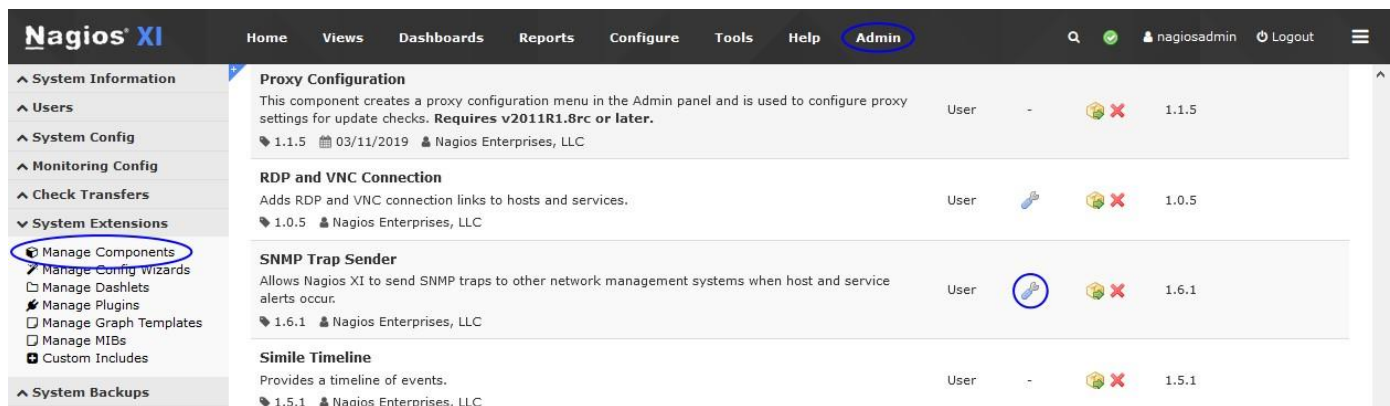 Nagios® XI
Home Views Dashboards Reports Configure Tools Help Admin
nagiosadmin Logout
System Information
Users
System Config
Monitoring Config
Check Transfers
System Extensions
Manage Components
Manage Config Wizards
Manage Dashlets
Manage Plugins
Manage Graph Templates
Manage MIBs
Custom Includes
System Backups
Proxy Configuration
This component creates a proxy configuration menu in the Admin panel and is used to configure proxy
settings for update checks. Requires v2011R1.8rc or later.
1.1.5 03/11/2019 Nagios Enterprises, LLC
User - 1.1.5
RDP and VNC Connection
Adds RDP and VNC connection links to hosts and services.
1.0.5 Nagios Enterprises, LLC
User 1.0.5
SNMP Trap Sender
Allows Nagios XI to send SNMP traps to other network management systems when host and service
alerts occur.
1.6.1 Nagios Enterprises, LLC
User 1.6.1
Simile Timeline
Provides a timeline of events.
1.5.1 Nagios Enterprises, LLC
User - 1.5.1